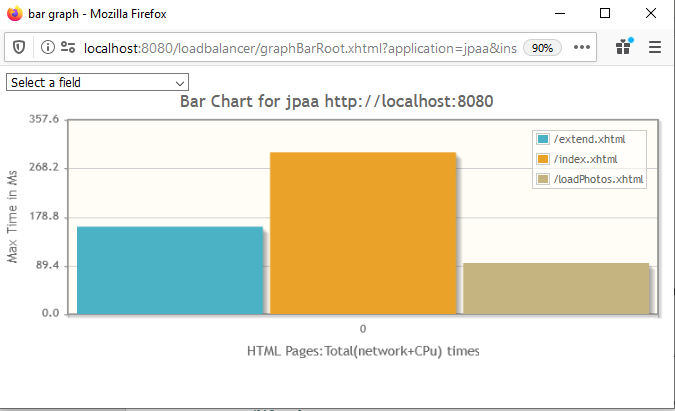 bar graph - Mozilla Firefox
localhost:8080/loadbalancer/graphBarRoot.xhtml?application=jpaa&ins 90%
Select a field
Bar Chart for jpaa http://localhost:8080
357.6
268.2
178.8
89.4
0.0
Max Time in Ms
/extend.xhtml
/index.xhtml
/loadPhotos.xhtml
0
HTML Pages:Total(network+CPu) times